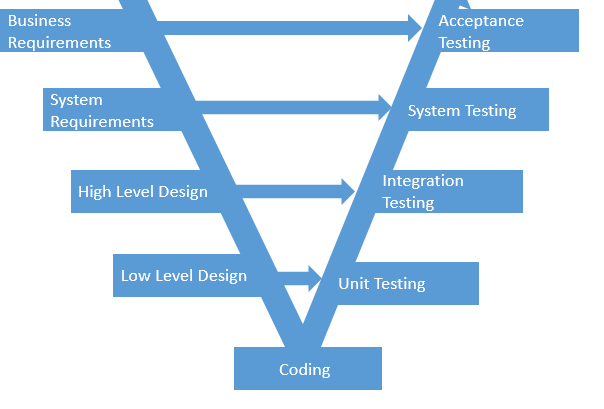 Business
Requirements
Acceptance
Testing
System
Requirements
System Testing
High Level Design
Integration
Testing
Low Level Design
Unit Testing
Coding